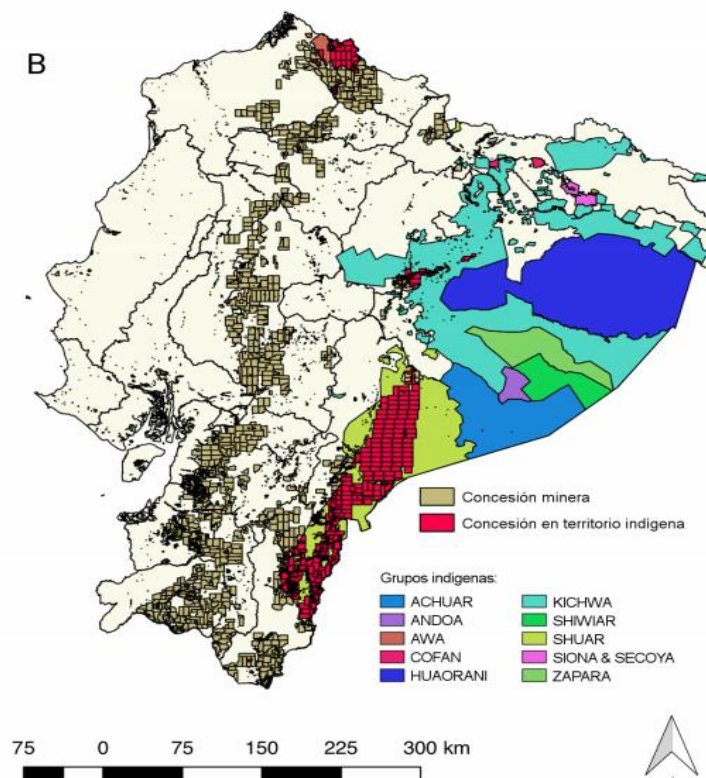 B
Concesión minera
Concesión en territorio indígena
Grupos indígenas:
ACHUAR
ANDOA
AWA
COFAN
HUAORANI
KICHWA
SHIWIAR
SHUAR
SIONA & SECOYA
ZAPARA
75 0 75 150 225 300 km